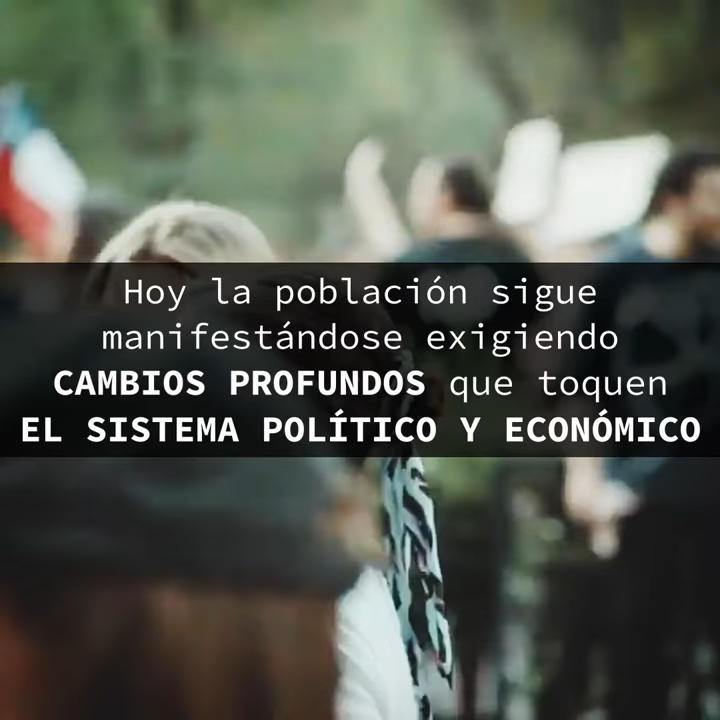 Hoy la población sigue
manifestándose exigiendo
CAMBIOS PROFUNDOS que toquen
EL SISTEMA POLÍTICO Y ECONÓMICO